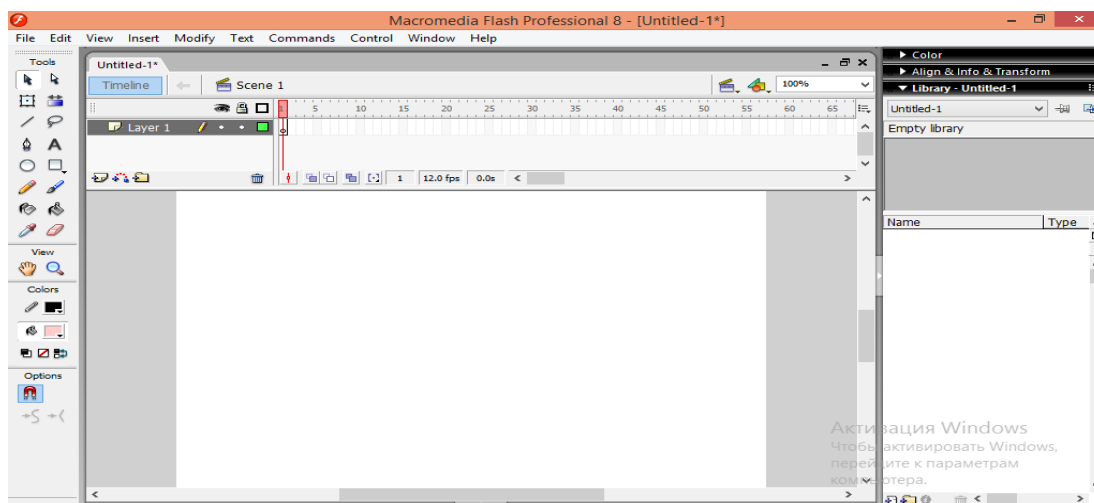 Macromedia Flash Professional 8 - [Untitled-1*]
File Edit View Insert Modify Text Commands Control Window Help
Tools
View
Colors
Options
Untitled-1*
Timeline Scene 1 100%
1 5 10 15 20 25 30 35 40 45 50 55 60 65
Layer 1
1 12.0 fps 0.0s
Color
Align & Info & Transform
Library - Untitled-1
Untitled-1
Empty library
Name Type
Активация Windows
Чтобы активировать Windows,
перейдите к параметрам
компьютера.